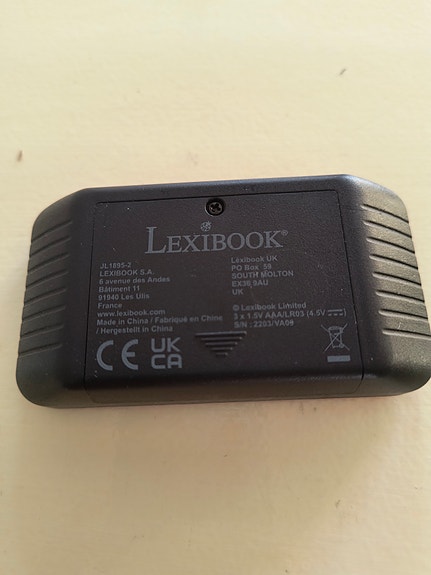 LEXIBOOK®
JL1895-2
LEXIBOOK S.A.
6 avenue des Andes
Bâtiment 11
91940 Les Ulis
France
www.lexibook.com
Made in China / Fabriqué en Chine
/ Hergestellt in China
CE UK
CA
Lexibook UK
PO Box 59
SOUTH MOLTON
EX36 9AU
UK
© Lexibook Limited
3 x 1.5V AAA/LR03 (4.5V
S/N : 2203/VA09